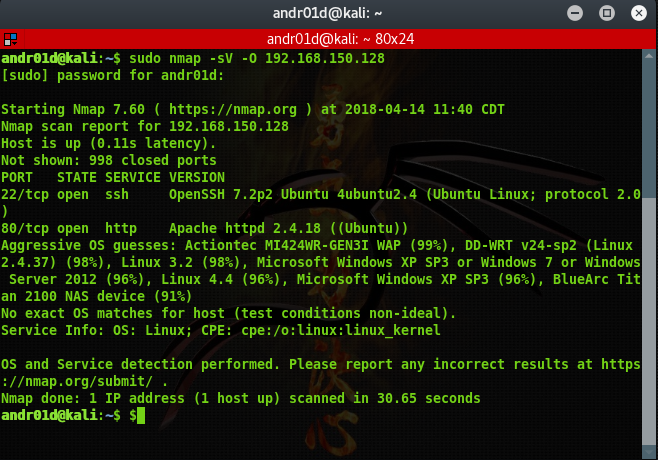 andr01d@kali: ~
andr01d@kali: ~ 80x24
andr01d@kali:~$ sudo nmap -sV -O 192.168.150.128
[sudo] password for andr01d:
Starting Nmap 7.60 ( https://nmap.org ) at 2018-04-14 11:40 CDT
Nmap scan report for 192.168.150.128
Host is up (0.11s latency).
Not shown: 998 closed ports
PORT   STATE SERVICE VERSION
22/tcp open  ssh     OpenSSH 7.2p2 Ubuntu 4ubuntu2.4 (Ubuntu Linux; protocol 2.0
)
80/tcp open  http    Apache httpd 2.4.18 ((Ubuntu))
Aggressive OS guesses: Actiontec MI424WR-GEN3I WAP (99%), DD-WRT v24-sp2 (Linux
2.4.37) (98%), Linux 3.2 (98%), Microsoft Windows XP SP3 or Windows 7 or Windows
 Server 2012 (96%), Linux 4.4 (96%), Microsoft Windows XP SP3 (96%), BlueArc Tit
an 2100 NAS device (91%)
No exact OS matches for host (test conditions non-ideal).
Service Info: OS: Linux; CPE: cpe:/o:linux:linux_kernel
OS and Service detection performed. Please report any incorrect results at https
://nmap.org/submit/ .
Nmap done: 1 IP address (1 host up) scanned in 30.65 seconds
andr01d@kali:~$ $